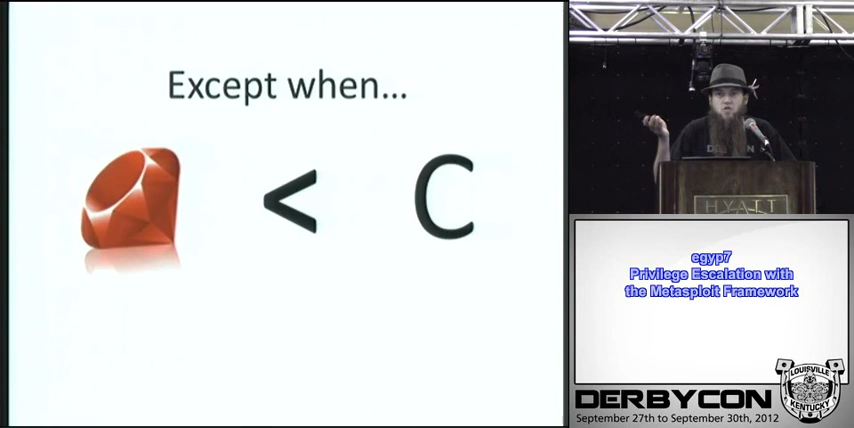 Except when...
< C
HYATT
egyp7
Privilege Escalation with
the Metasploit Framework
DERBYCON
September 27th to September 30th, 2012
LOUISVILLE
KENTUCKY